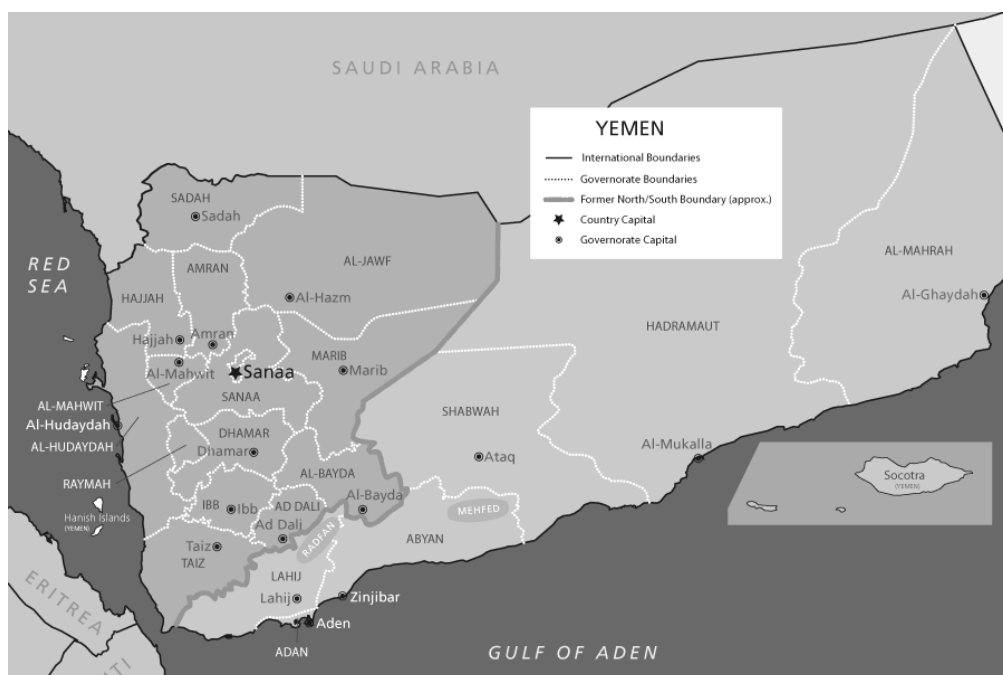 SAUDI ARABIA
YEMEN
International Boundaries
Governorate Boundaries
Former North/South Boundary (approx.)
Country Capital
Governorate Capital
SADAH
Sadah
RED
SEA
AMRAN
AL-JAWF
AL-MAHRAH
HAJJAH
Al-Hazm
Al-Ghaydah
HADRAMAUT
Hajjah
Amran
MARIB
Marib
Al-Mahwit
Sanaa
SANAA
AL-MAHWIT
Al-Hudaydah
AL-HUDAYDAH
SHABWAH
DHAMAR
Dhamar
Ataq
Al-Mukalla
AL-BAYDA
Al-Bayda
RAYMAH
Socotra
(YEMEN)
IBB
Ibb
AD DALI
Ad Dali
MEHFED
Hanish Islands
(YEMEN)
RADFAN
ABYAN
Taiz
TAIZ
LAHIJ
Lahij
Zinjibar
ERITREA
Aden
ADAN
GULF OF ADEN
TI